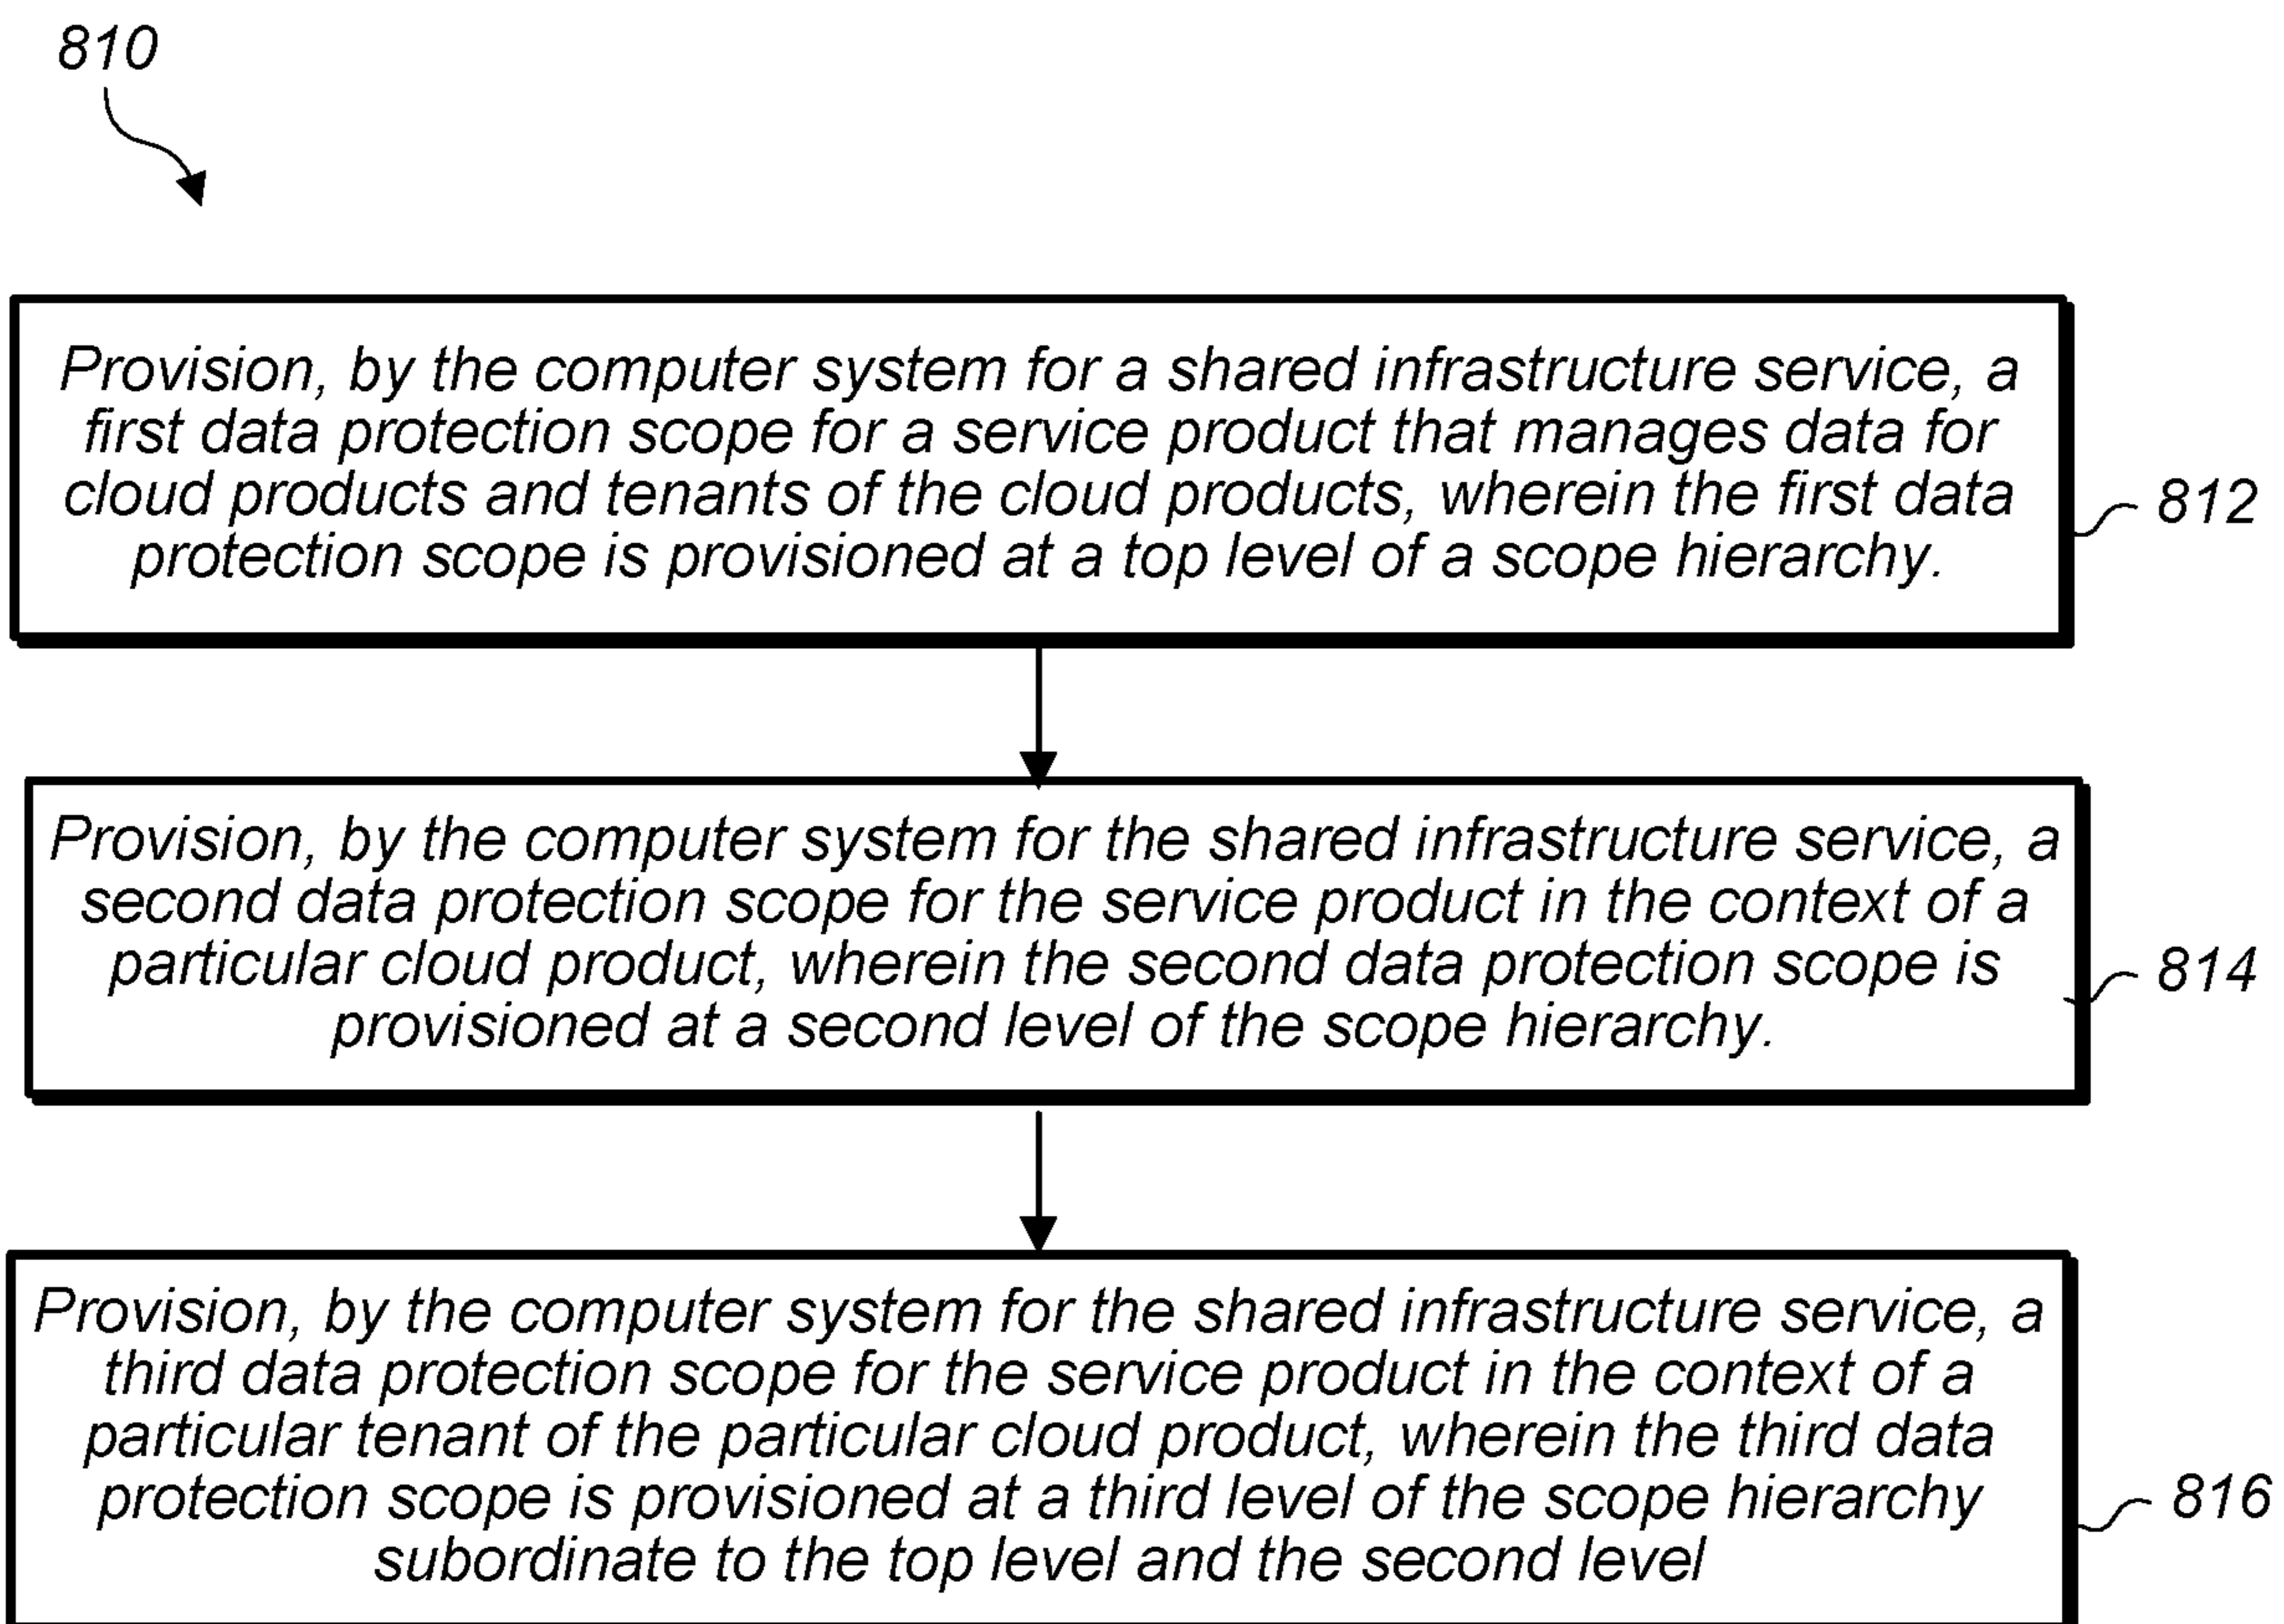 810
Provision, by the computer system for a shared infrastructure service, a
first data protection scope for a service product that manages data for
cloud products and tenants of the cloud products, wherein the first data
protection scope is provisioned at a top level of a scope hierarchy.
812
Provision, by the computer system for the shared infrastructure service, a
second data protection scope for the service product in the context of a
particular cloud product, wherein the second data protection scope is
provisioned at a second level of the scope hierarchy.
814
Provision, by the computer system for the shared infrastructure service, a
third data protection scope for the service product in the context of a
particular tenant of the particular cloud product, wherein the third data
protection scope is provisioned at a third level of the scope hierarchy
subordinate to the top level and the second level
816